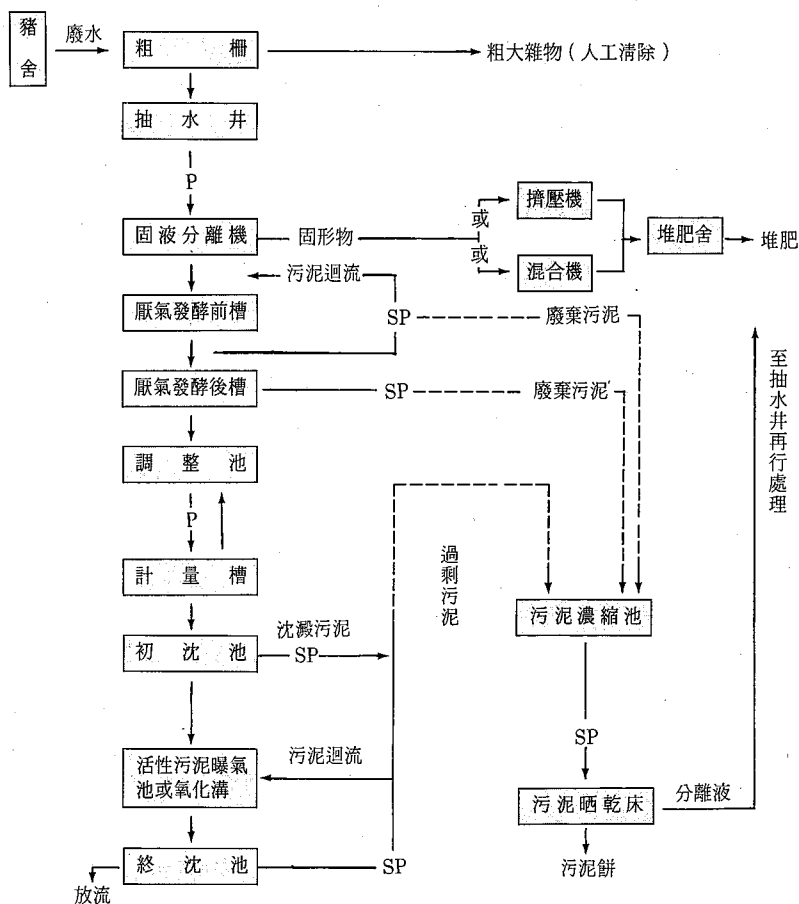 豬舍
廢水
粗柵
粗大雜物（人工清除）
抽水井
P
固液分離機
固形物
或
或
擠壓機
混合機
堆肥舍
堆肥
污泥迴流
厭氣發酵前槽
SP
廢棄污泥
厭氣發酵後槽
SP
廢棄污泥
至抽水井再行處理
調整池
P
計量槽
過剩污泥
污泥濃縮池
沈澱污泥
初沈池
SP
SP
活性污泥曝氣
池或氧化溝
污泥迴流
污泥晒乾床
分離液
終沈池
SP
污泥餅
放流